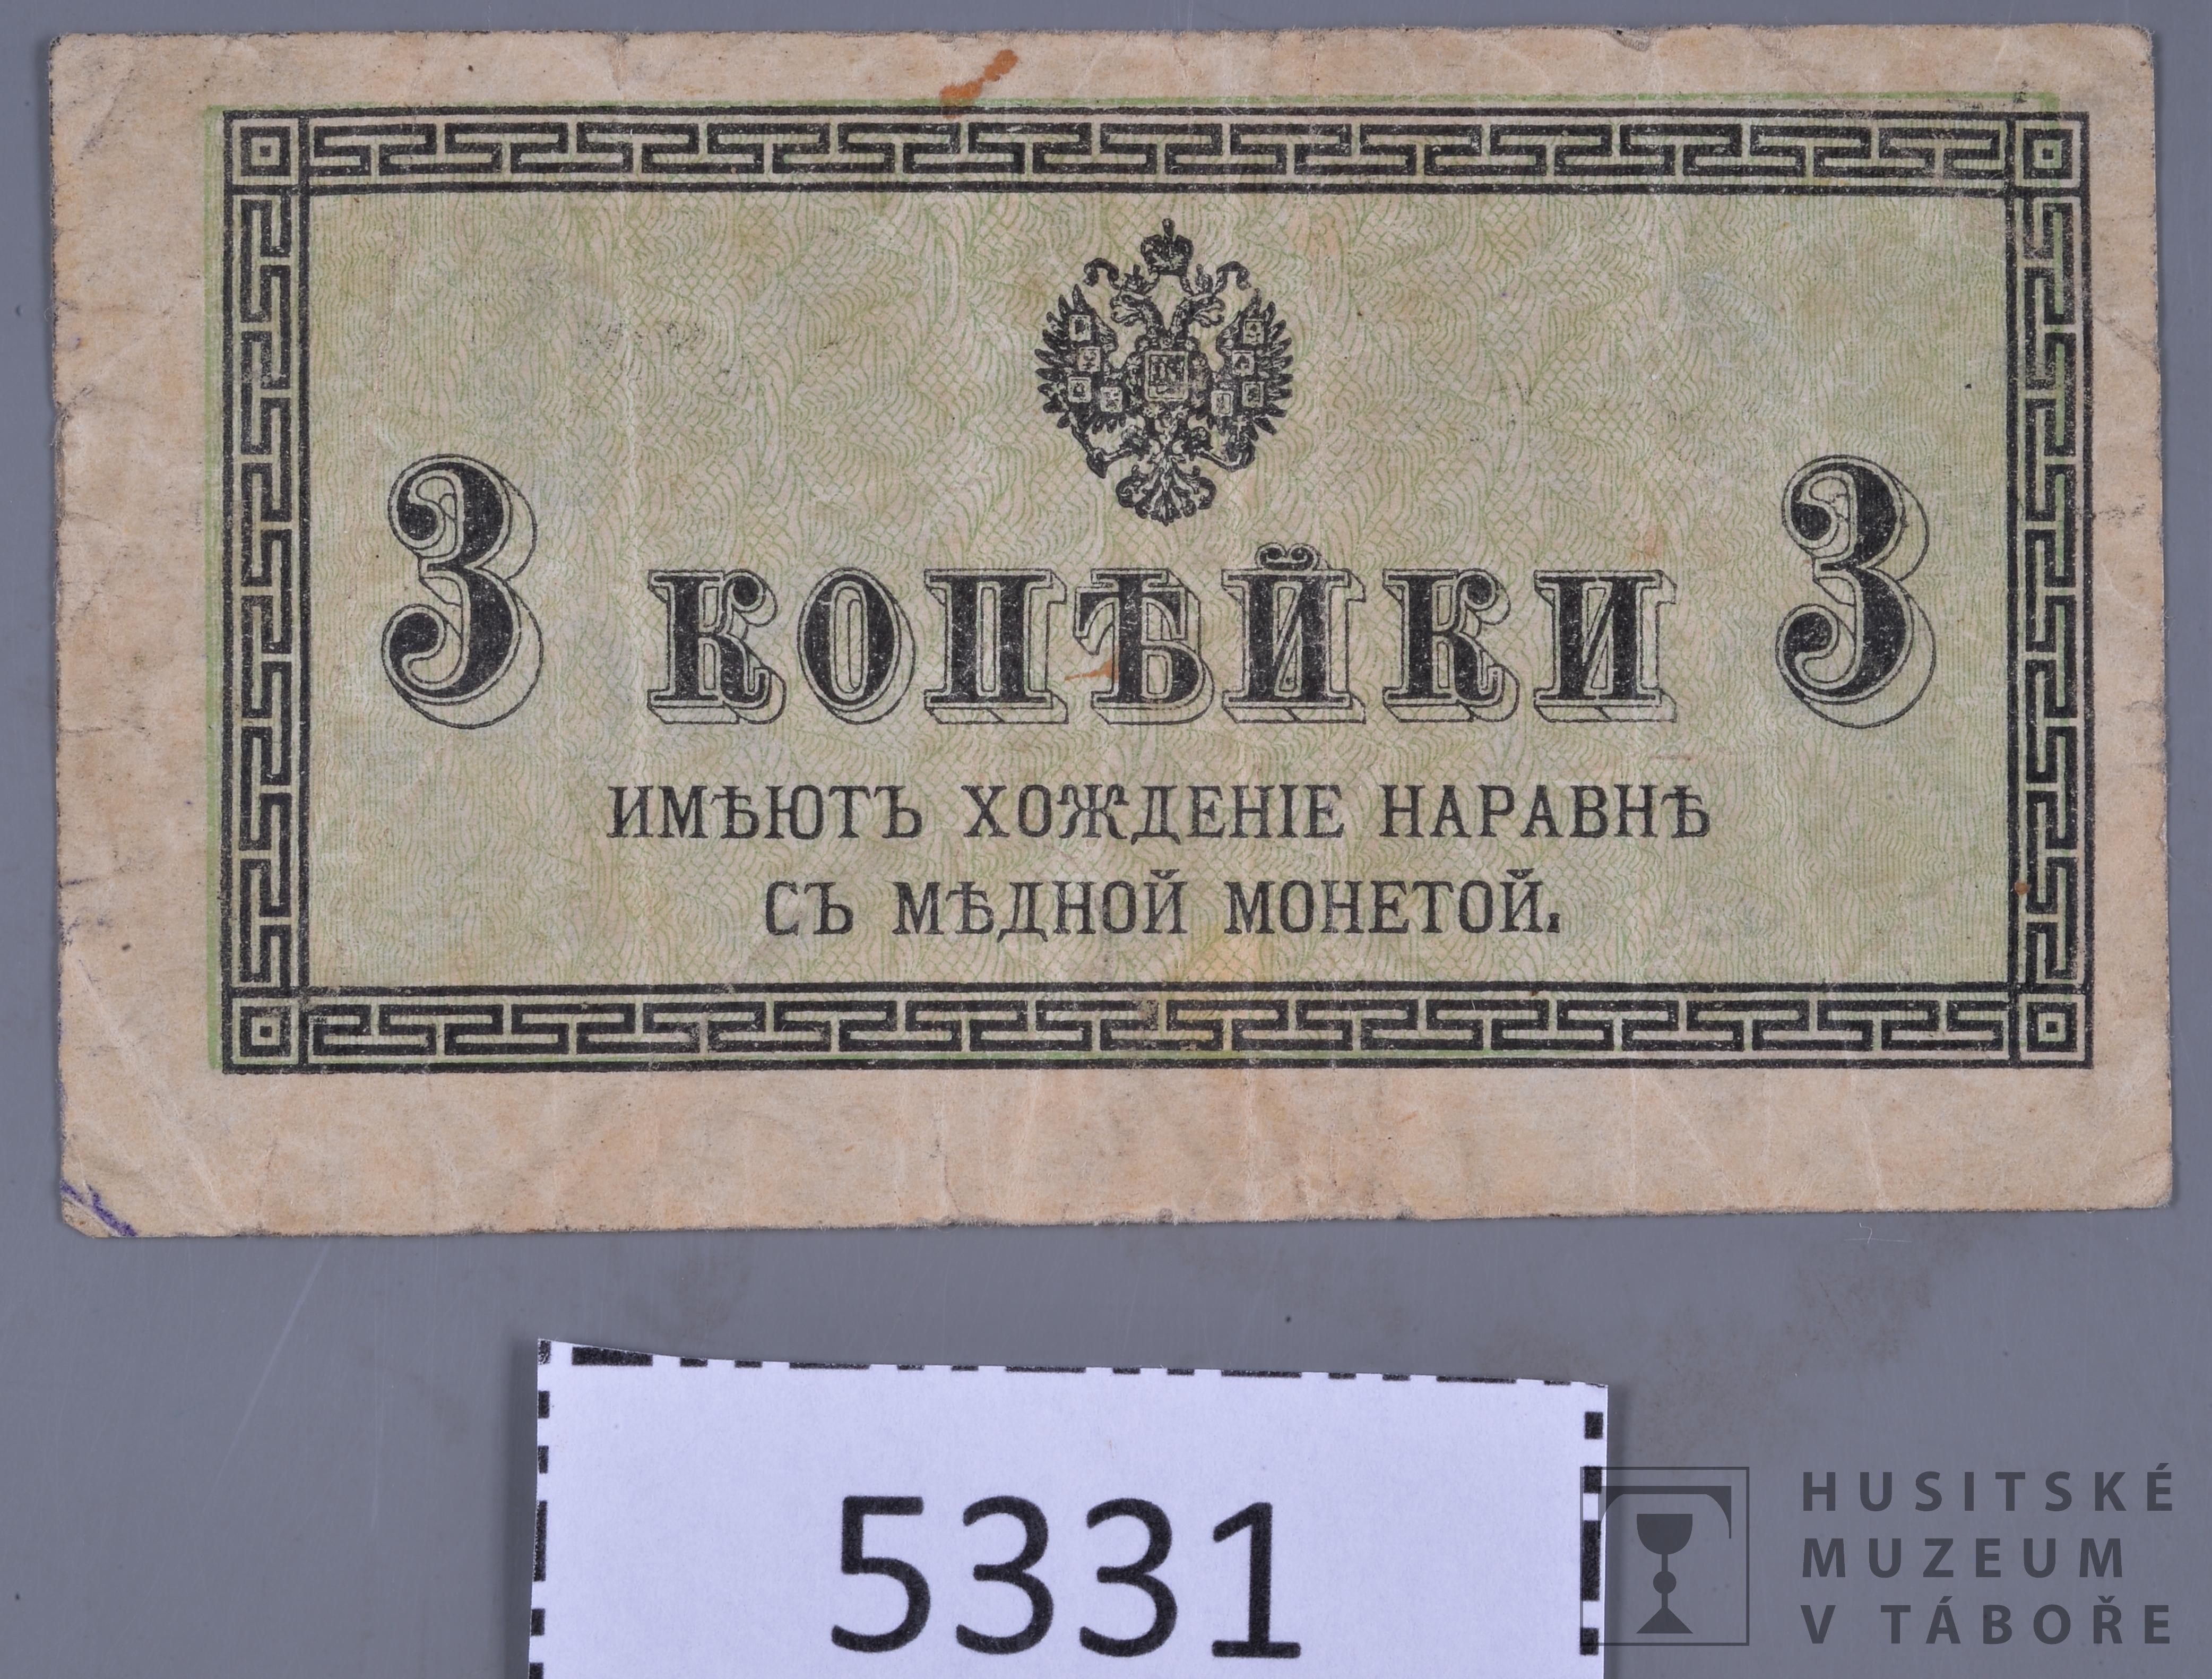 3 КОПѢЙКИ 3
ИМѢЮТЪ ХОЖДЕНІЕ НАРАВНѢ
СЪ МѢДНОЙ МОНЕТОЙ.
5331
HUSITSKÉ
MUZEUM
V TÁBOŘE